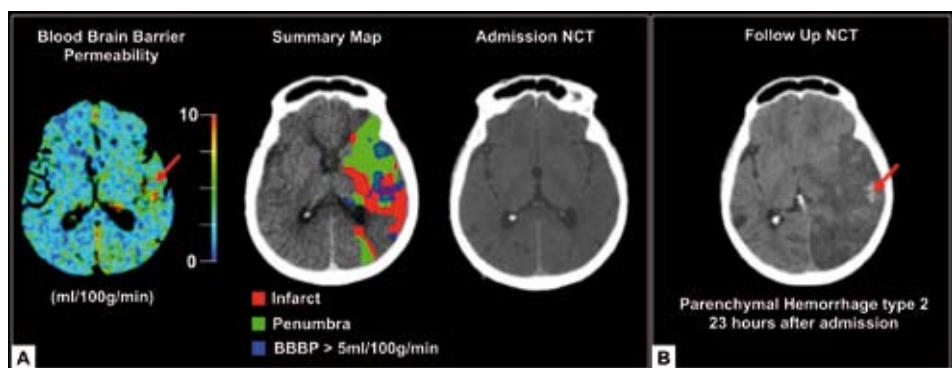 Blood Brain Barrier
Permeability
Summary Map
Admission NCT
Follow Up NCT
10
0
(ml/100g/min)
Infarct
Penumbra
BBBP > 5ml/100g/min
Parenchymal Hemorrhage type 2
23 hours after admission
A
B